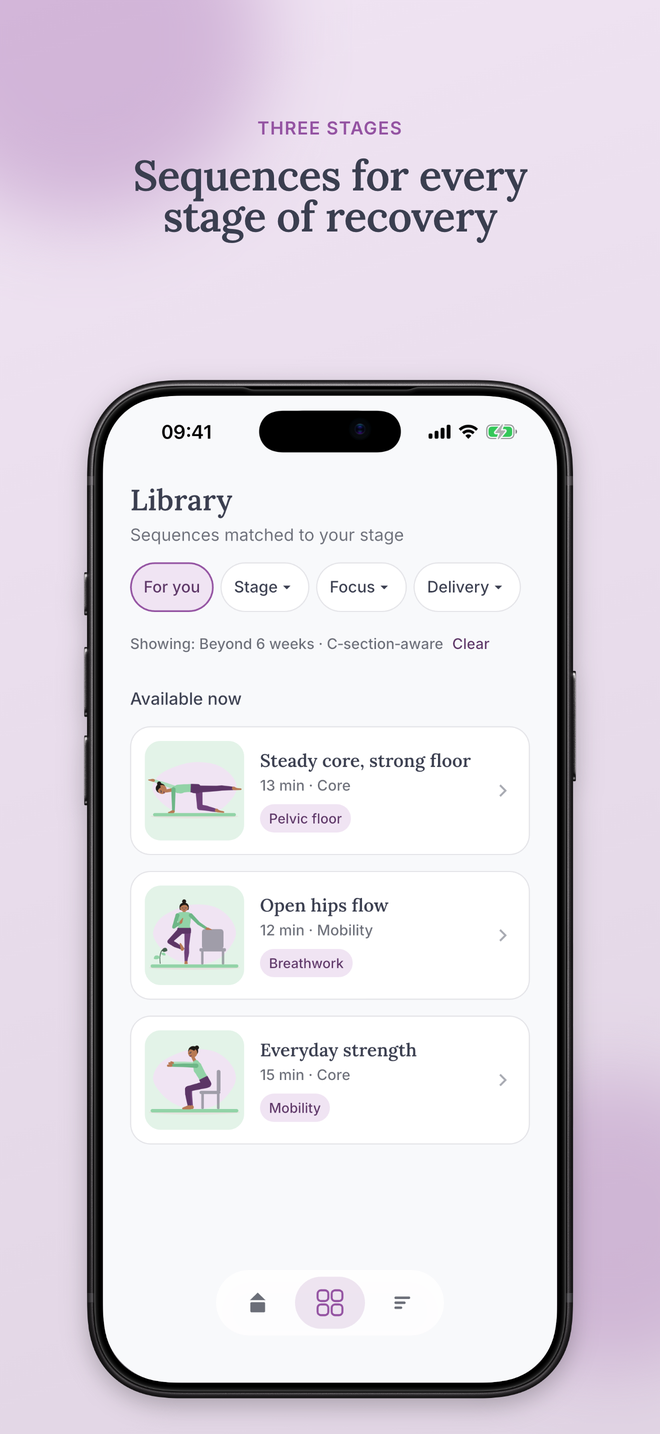 THREE STAGES
Sequences for every
stage of recovery
09:41
Library
Sequences matched to your stage
For you
Stage
Focus
Delivery
Showing: Beyond 6 weeks · C-section-aware Clear
Available now
Steady core, strong floor
13 min · Core
Pelvic floor
Open hips flow
12 min · Mobility
Breathwork
Everyday strength
15 min · Core
Mobility